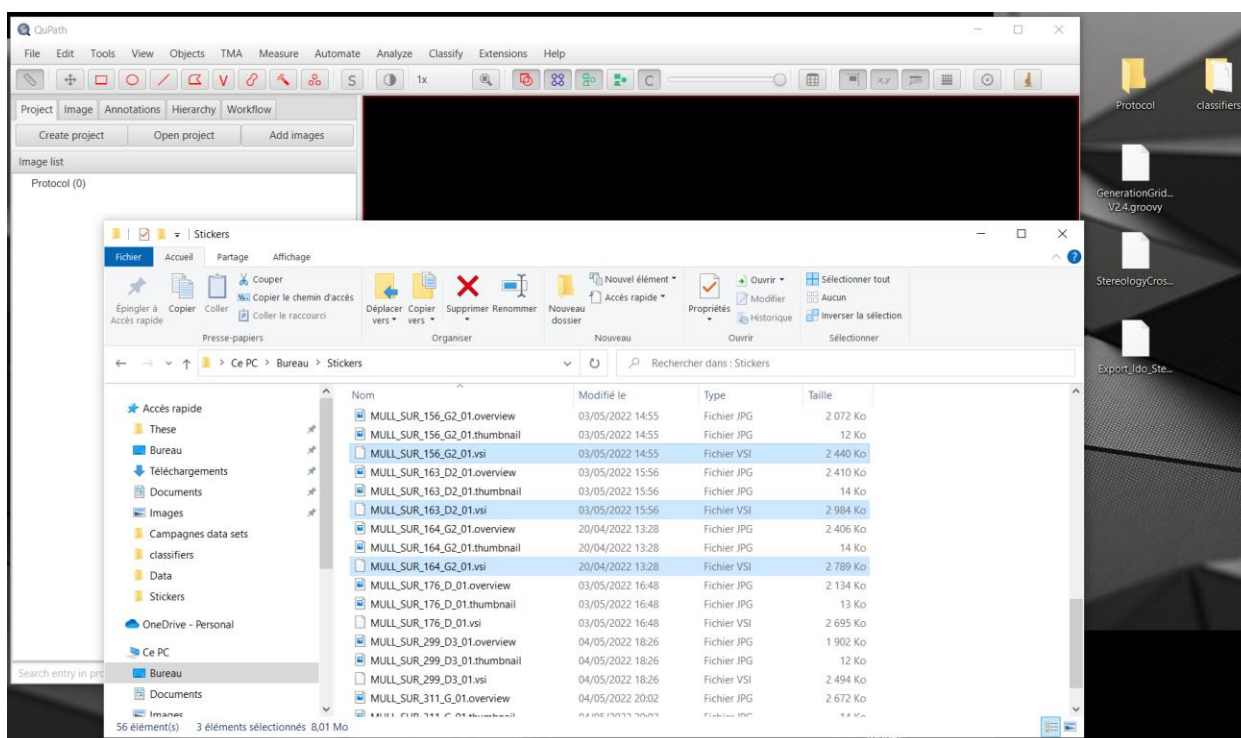 QuPath
File Edit Tools View Objects TMA Measure Automate Analyze Classify Extensions Help
S 1x C x,y µm
Project Image Annotations Hierarchy Workflow
Create project Open project Add images
Image list
Protocol (0)
Protocol classifiers
GenerationGrid...
V2.4.groovy
StereologyCros...
Export_Ido_Ste...
Stickers
Fichier Accueil Partage Affichage
Épingler à
Accès rapide
Copier
Coller
Couper
Copier le chemin d'accès
Coller le raccourci
Presse-papiers
Déplacer
vers
Copier
vers
Supprimer
Renommer
Organiser
Nouveau
dossier
Nouvel élément
Accès rapide
Nouveau
Propriétés
Ouvrir
Modifier
Historique
Ouvrir
Sélectionner tout
Aucun
Inverser la sélection
Sélectionner
Ce PC > Bureau > Stickers
Rechercher dans : Stickers
Accès rapide
These
Bureau
Téléchargements
Documents
Images
Campagnes data sets
classifiers
Data
Stickers
OneDrive - Personal
Ce PC
Bureau
Documents
Images
Nom Modifié le Type Taille
MULL_SUR_156_G2_01.overview 03/05/2022 14:55 Fichier JPG 2 072 Ko
MULL_SUR_156_G2_01.thumbnail 03/05/2022 14:55 Fichier JPG 12 Ko
MULL_SUR_156_G2_01.vsi 03/05/2022 14:55 Fichier VSI 2 440 Ko
MULL_SUR_163_D2_01.overview 03/05/2022 15:56 Fichier JPG 2 410 Ko
MULL_SUR_163_D2_01.thumbnail 03/05/2022 15:56 Fichier JPG 14 Ko
MULL_SUR_163_D2_01.vsi 03/05/2022 15:56 Fichier VSI 2 984 Ko
MULL_SUR_164_G2_01.overview 20/04/2022 13:28 Fichier JPG 2 406 Ko
MULL_SUR_164_G2_01.thumbnail 20/04/2022 13:28 Fichier JPG 14 Ko
MULL_SUR_164_G2_01.vsi 20/04/2022 13:28 Fichier VSI 2 789 Ko
MULL_SUR_176_D_01.overview 03/05/2022 16:48 Fichier JPG 2 134 Ko
MULL_SUR_176_D_01.thumbnail 03/05/2022 16:48 Fichier JPG 13 Ko
MULL_SUR_176_D_01.vsi 03/05/2022 16:48 Fichier VSI 2 695 Ko
MULL_SUR_299_D3_01.overview 04/05/2022 18:26 Fichier JPG 1 902 Ko
MULL_SUR_299_D3_01.thumbnail 04/05/2022 18:26 Fichier JPG 12 Ko
MULL_SUR_299_D3_01.vsi 04/05/2022 18:26 Fichier VSI 2 494 Ko
MULL_SUR_311_G_01.overview 04/05/2022 20:02 Fichier JPG 2 672 Ko
MULL_SUR_311_G_01.thumbnail 04/05/2022 20:02 Fichier JPG 14 Ko
Search entry in pro
56 élément(s) 3 éléments sélectionnés 8,01 Mo